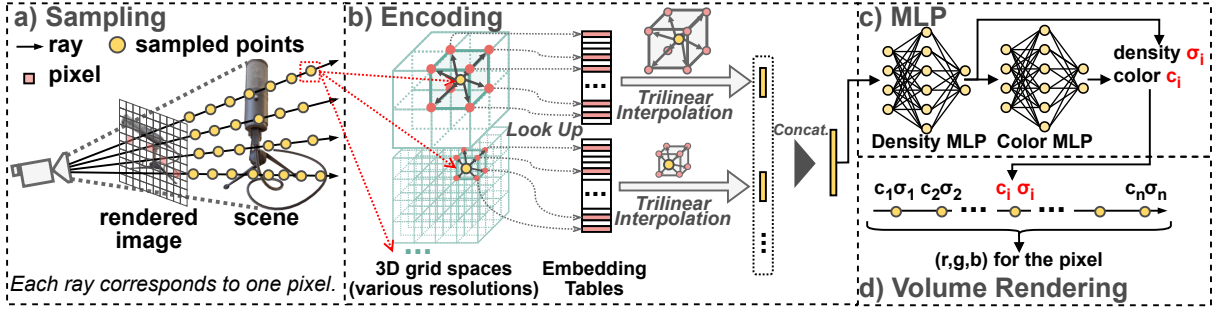 a) Sampling
ray
sampled points
pixel
rendered
image
scene
Each ray corresponds to one pixel.
b) Encoding
Look Up
Trilinear
Interpolation
Trilinear
Interpolation
Concat.
3D grid spaces
(various resolutions)
Embedding
Tables
c) MLP
density σi
color ci
Density MLP
Color MLP
c1σ1 c2σ2 ... ci σi ... cnσn
(r,g,b) for the pixel
d) Volume Rendering